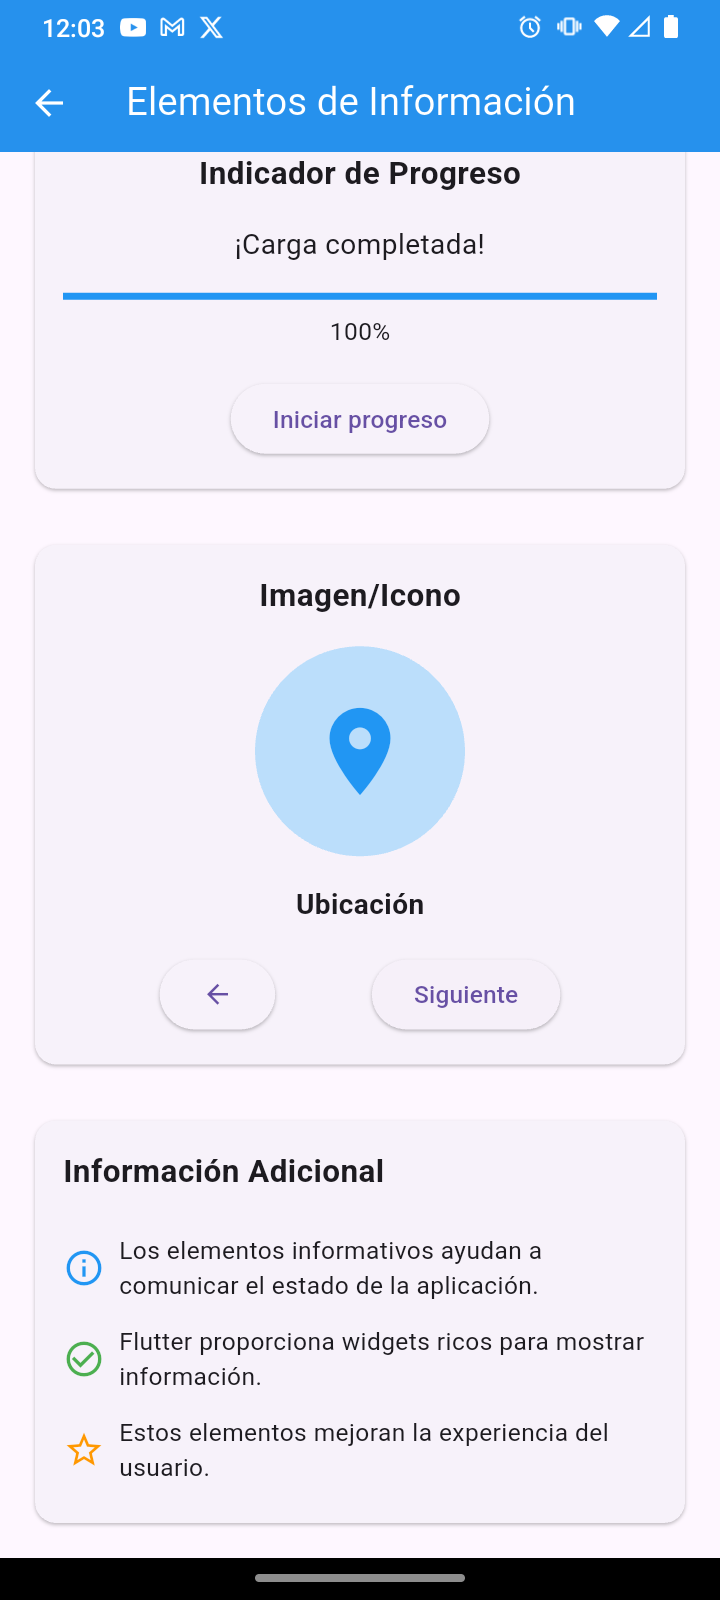 12:03
Elementos de Información
Indicador de Progreso
¡Carga completada!
100%
Iniciar progreso
Imagen/Icono
Ubicación
Siguiente
Información Adicional
Los elementos informativos ayudan a
comunicar el estado de la aplicación.
Flutter proporciona widgets ricos para mostrar
información.
Estos elementos mejoran la experiencia del
usuario.